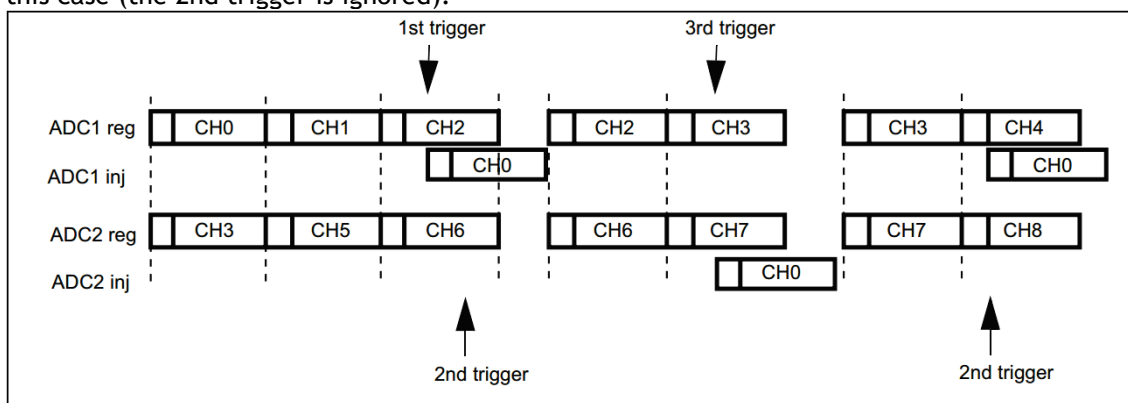 this case (the 2nd trigger is ignored).
1st trigger 3rd trigger
ADC1 reg CH0 CH1 CH2 CH2 CH3 CH3 CH4
ADC1 inj CH0 CH0
ADC2 reg CH3 CH5 CH6 CH6 CH7 CH7 CH8
ADC2 inj CH0
2nd trigger 2nd trigger